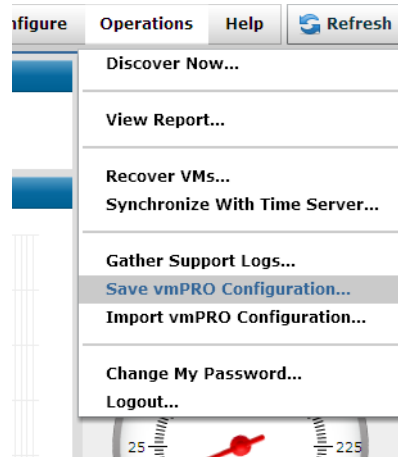 nfigure Operations Help Refresh
Discover Now...
View Report...
Recover VMs...
Synchronize With Time Server...
Gather Support Logs...
Save vmPRO Configuration...
Import vmPRO Configuration...
Change My Password...
Logout...
25 225